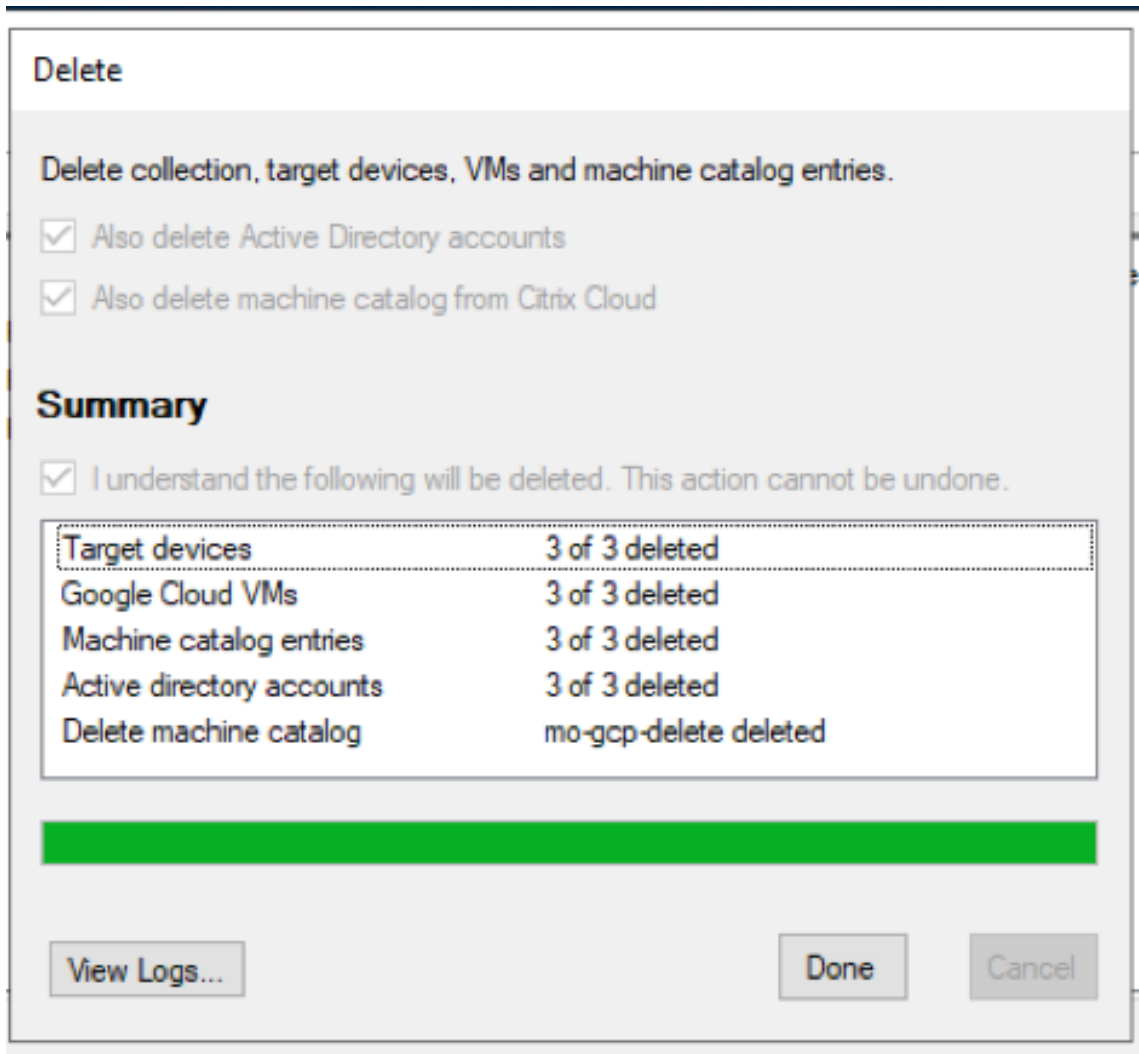 Delete
Delete collection, target devices, VMs and machine catalog entries.
Also delete Active Directory accounts
Also delete machine catalog from Citrix Cloud
Summary
I understand the following will be deleted. This action cannot be undone.
Target devices 3 of 3 deleted
Google Cloud VMs 3 of 3 deleted
Machine catalog entries 3 of 3 deleted
Active directory accounts 3 of 3 deleted
Delete machine catalog mo-gcp-delete deleted
View Logs... Done Cancel